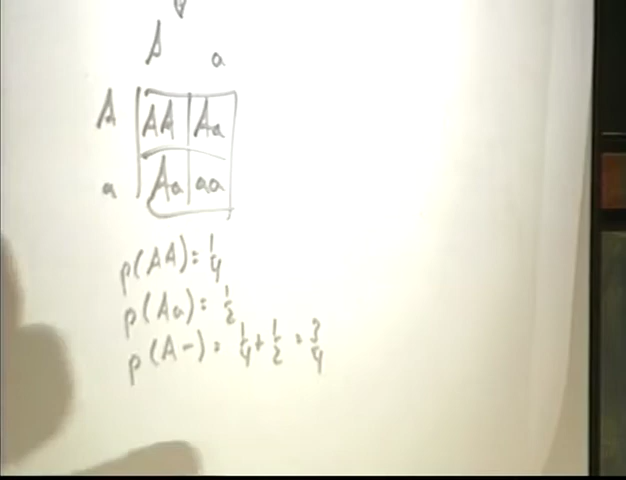 A a
A AA Aa
a Aa aa
p(AA) = 1/4
p(Aa) = 1/2
p(A-) = 1/4 + 1/2 = 3/4